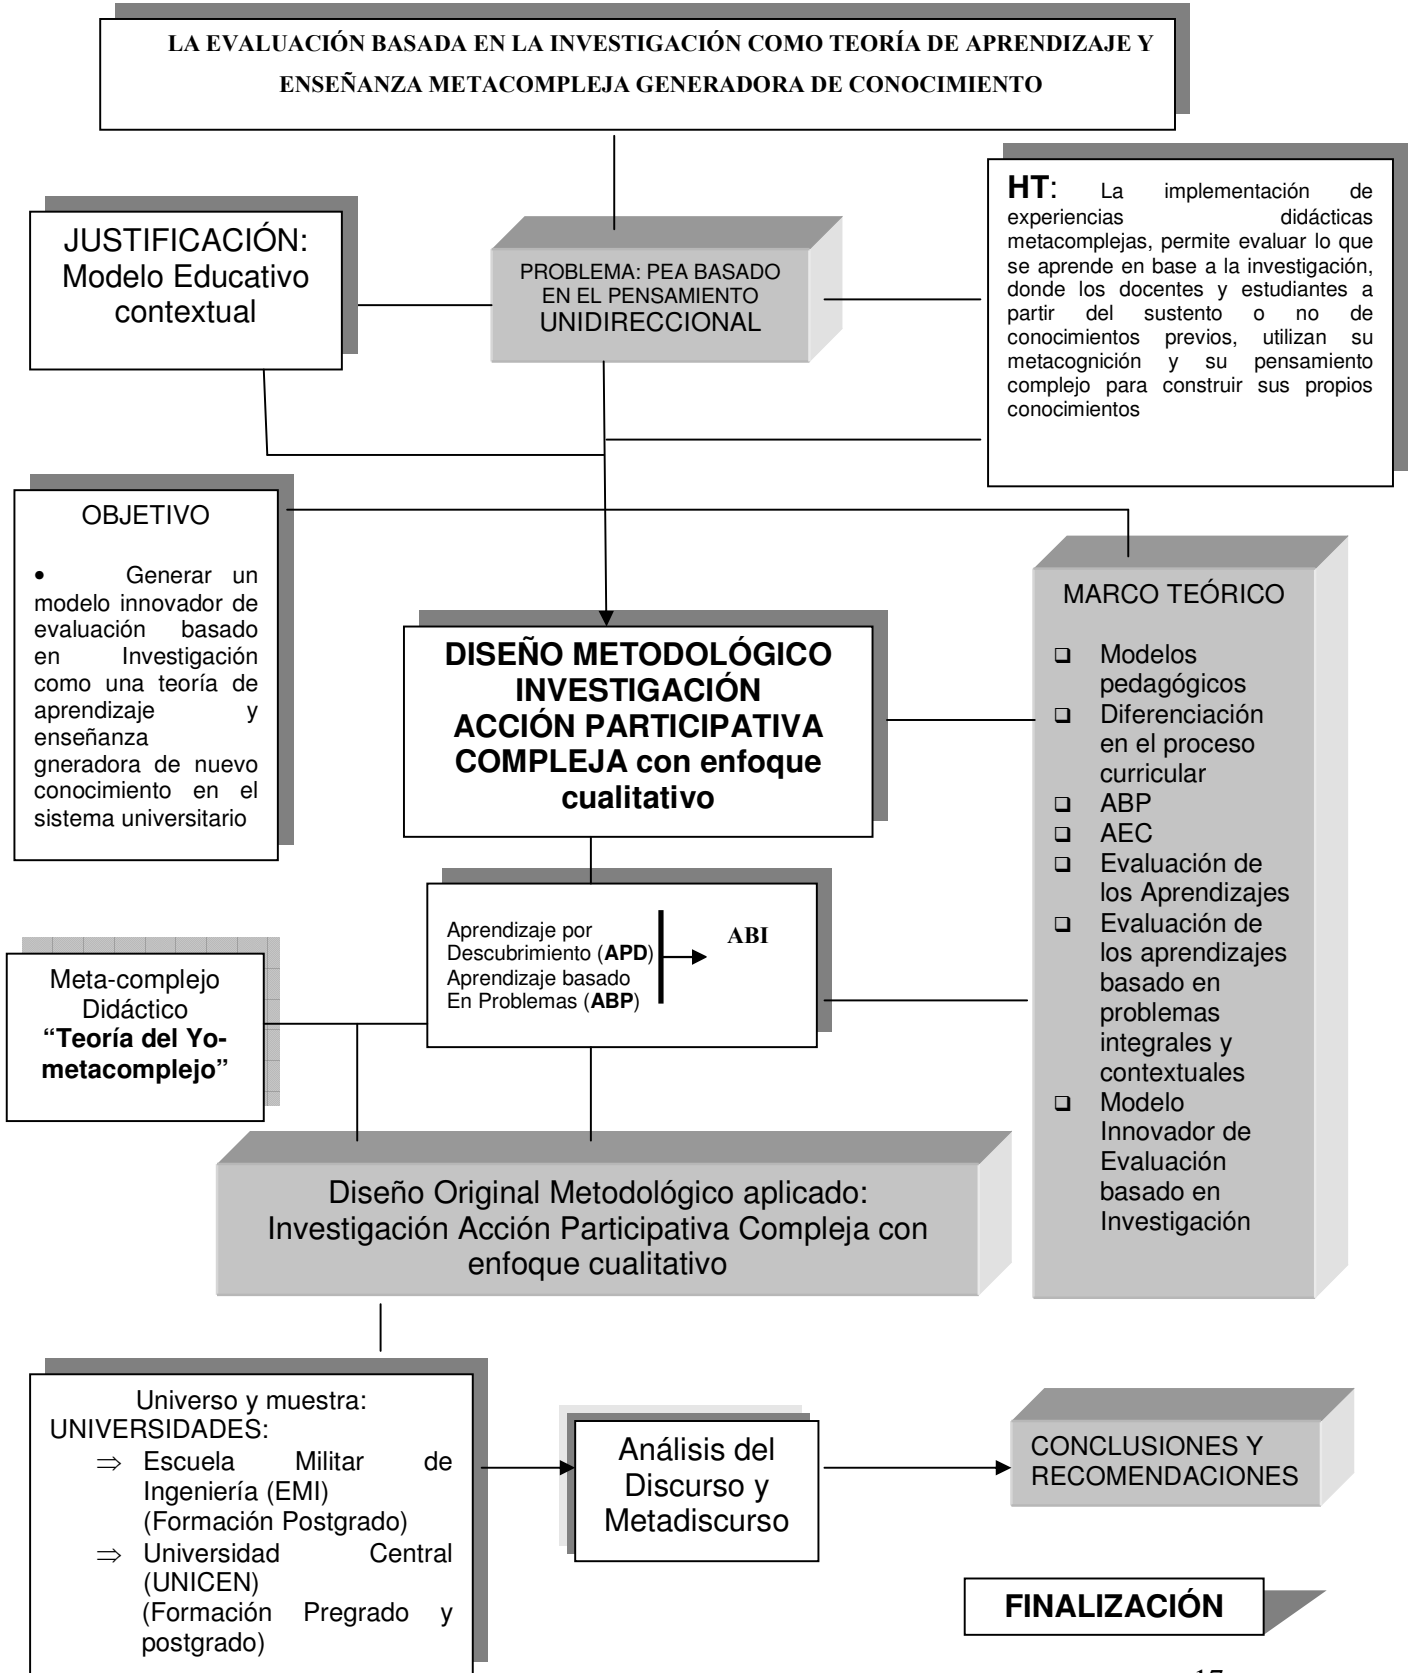 LA EVALUACIÓN BASADA EN LA INVESTIGACIÓN COMO TEORÍA DE APRENDIZAJE Y
ENSEÑANZA METACOMPLEJA GENERADORA DE CONOCIMIENTO
JUSTIFICACIÓN:
Modelo Educativo
contextual
PROBLEMA: PEA BASADO
EN EL PENSAMIENTO
UNIDIRECCIONAL
HT: La implementación de
experiencias didácticas
metacomplejas, permite evaluar lo que
se aprende en base a la investigación,
donde los docentes y estudiantes a
partir del sustento o no de
conocimientos previos, utilizan su
metacognición y su pensamiento
complejo para construir sus propios
conocimientos
OBJETIVO
• Generar un
modelo innovador de
evaluación basado
en Investigación
como una teoría de
aprendizaje y
enseñanza
gneradora de nuevo
conocimiento en el
sistema universitario
DISEÑO METODOLÓGICO
INVESTIGACIÓN
ACCIÓN PARTICIPATIVA
COMPLEJA con enfoque
cualitativo
MARCO TEÓRICO
❑ Modelos
pedagógicos
❑ Diferenciación
en el proceso
curricular
❑ ABP
❑ AEC
❑ Evaluación de
los Aprendizajes
❑ Evaluación de
los aprendizajes
basado en
problemas
integrales y
contextuales
❑ Modelo
Innovador de
Evaluación
basado en
Investigación
Aprendizaje por
Descubrimiento (APD)
Aprendizaje basado
En Problemas (ABP)
ABI
Meta-complejo
Didáctico
“Teoría del Yo-
metacomplejo”
Diseño Original Metodológico aplicado:
Investigación Acción Participativa Compleja con
enfoque cualitativo
Universo y muestra:
UNIVERSIDADES:
⇒ Escuela Militar de
Ingeniería (EMI)
(Formación Postgrado)
⇒ Universidad Central
(UNICEN)
(Formación Pregrado y
postgrado)
Análisis del
Discurso y
Metadiscurso
CONCLUSIONES Y
RECOMENDACIONES
FINALIZACIÓN